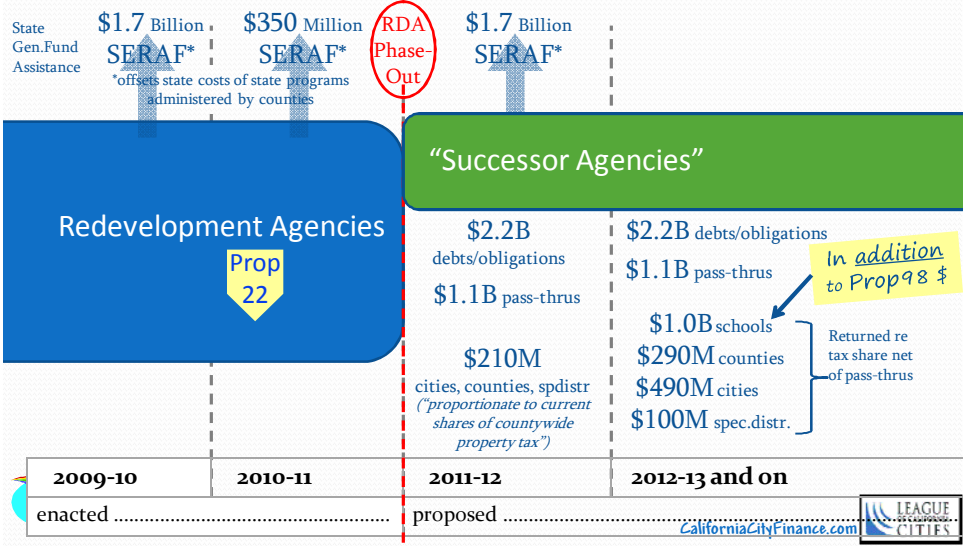 State
Gen.Fund
Assistance
$1.7 Billion
SERAF*
$350 Million
SERAF*
*offsets state costs of state programs
administered by counties
RDA
Phase-
Out
$1.7 Billion
SERAF*
Redevelopment Agencies
Prop
22
“Successor Agencies”
$2.2B
debts/obligations
$1.1B pass-thrus
$210M
cities, counties, spdistr
(“proportionate to current
shares of countywide
property tax”)
$2.2B debts/obligations
$1.1B pass-thrus
In addition
to Prop98 $
$1.0B schools
$290M counties
$490M cities
$100M spec.distr.
Returned re
tax share net
of pass-thrus
2009-10
2010-11
2011-12
2012-13 and on
enacted ......................................................
proposed ......................................................
CaliforniaCityFinance.com
LEAGUE
OF CALIFORNIA
CITIES